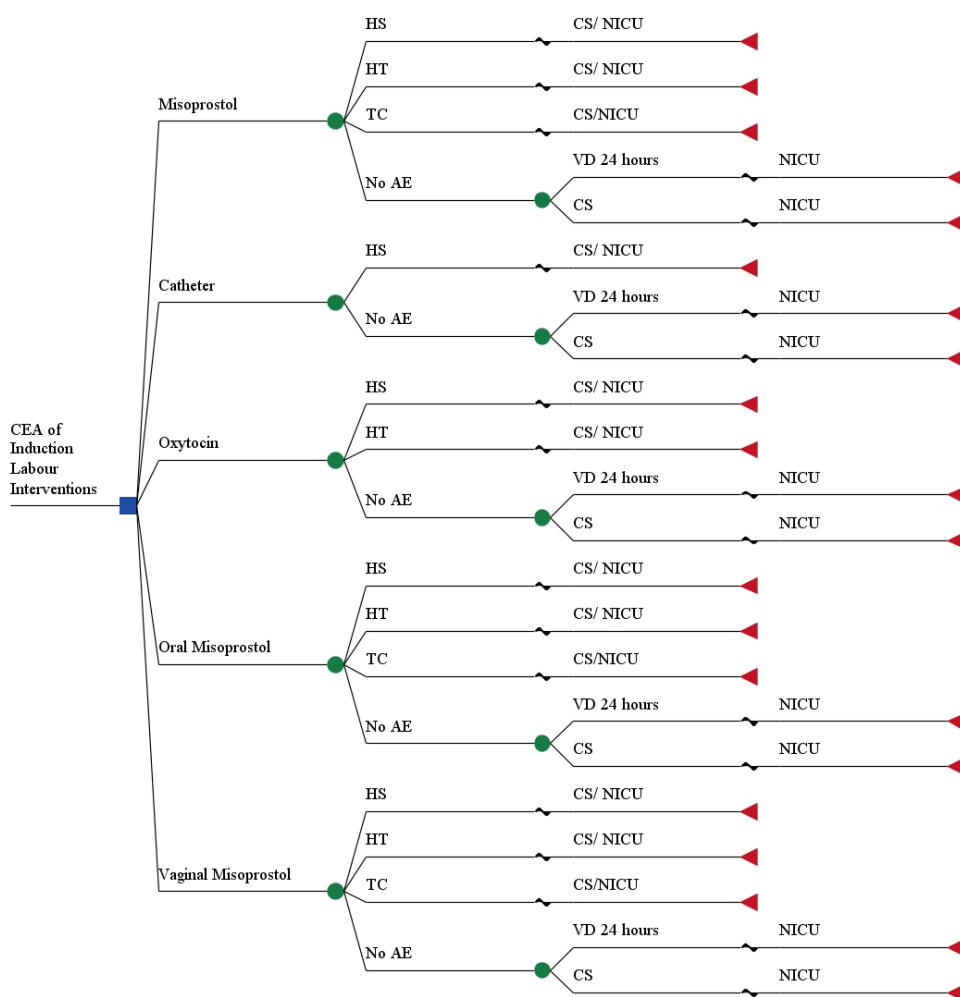 HS CS/ NICU
HT CS/ NICU
Misoprostol
TC CS/NICU
VD 24 hours NICU
No AE
CS NICU
HS CS/ NICU
Catheter
VD 24 hours NICU
No AE
CS NICU
HS CS/ NICU
CEA of
Induction
Labour
Interventions
HT CS/ NICU
Oxytocin
VD 24 hours NICU
No AE
CS NICU
HS CS/ NICU
HT CS/ NICU
Oral Misoprostol
TC CS/NICU
VD 24 hours NICU
No AE
CS NICU
HS CS/ NICU
HT CS/ NICU
Vaginal Misoprostol
TC CS/NICU
VD 24 hours NICU
No AE
CS NICU